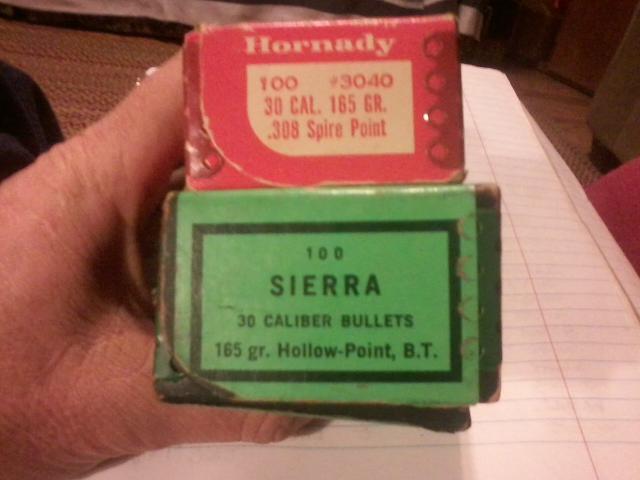 Hornady
100 #3040
30 CAL. 165 GR.
.308 Spire Point
100
SIERRA
30 CALIBER BULLETS
165 gr. Hollow-Point, B.T.